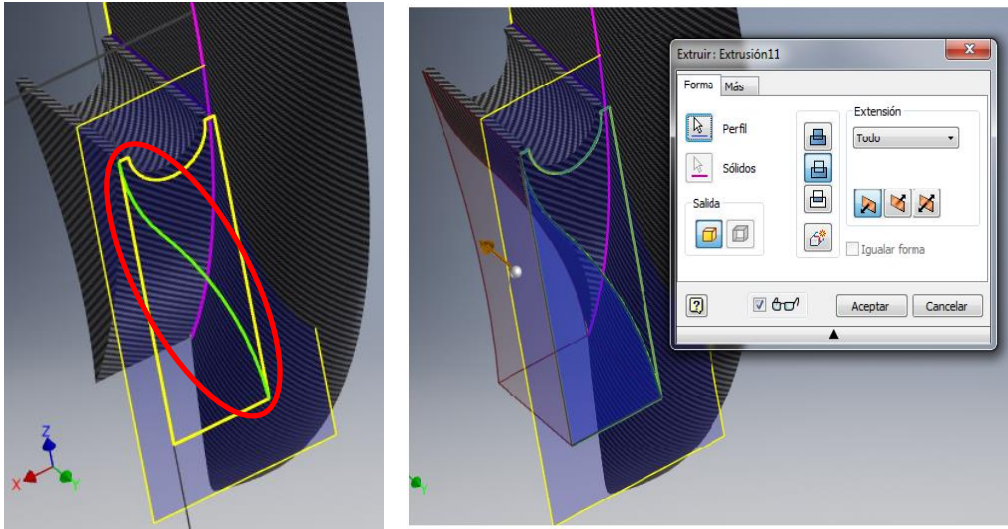 Extruir: Extrusión11
Forma Más
Perfil
Sólidos
Salida
Extensión
Todo
Igualar forma
Aceptar Cancelar
Z
X Y
Y